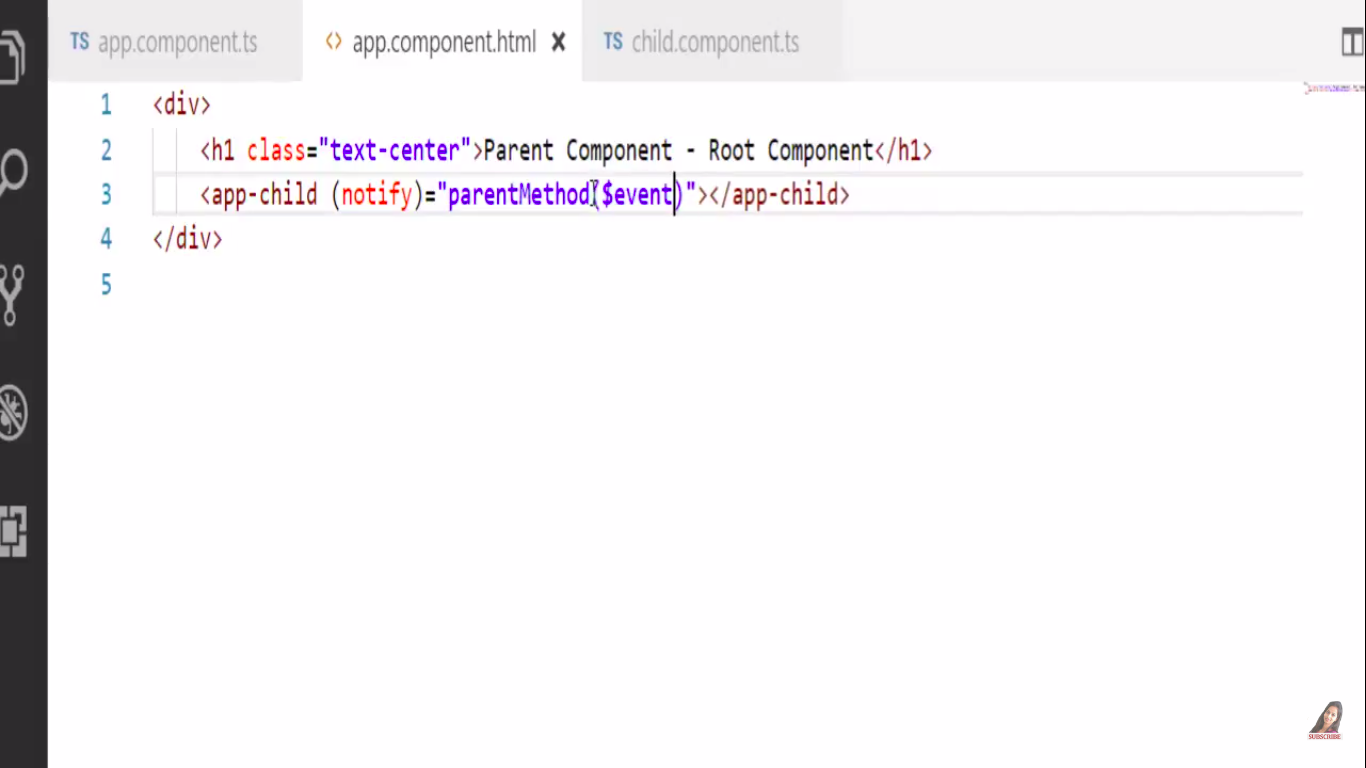 TS app.component.ts <> app.component.html × TS child.component.ts
1 <div>
2 <h1 class="text-center">Parent Component - Root Component</h1>
3 <app-child (notify)="parentMethod($event)"></app-child>
4 </div>
5
SUBSCRIBE